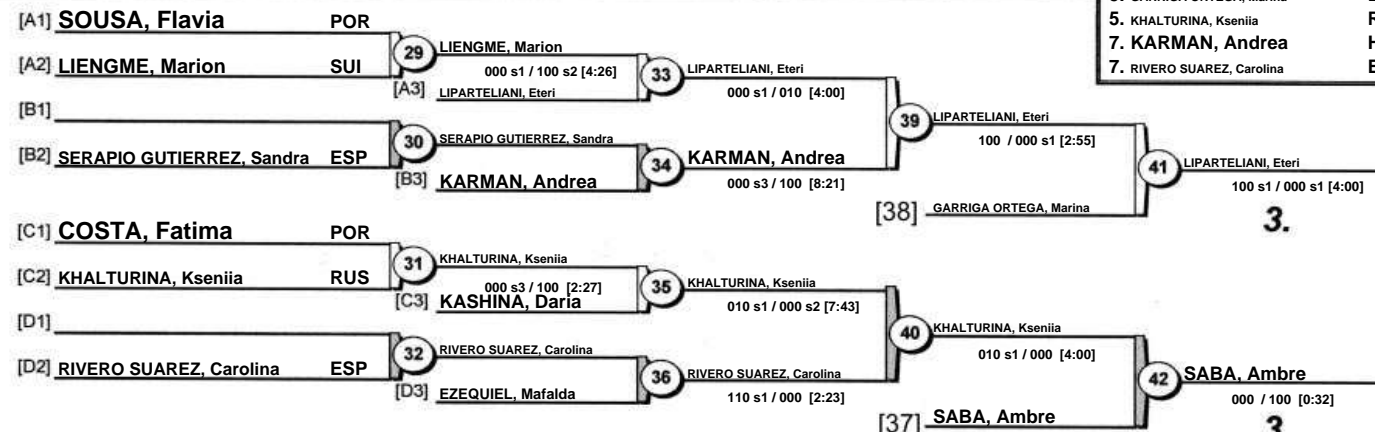 5. KHALTURINA, Kseniia R
7. KARMAN, Andrea H
7. RIVERO SUAREZ, Carolina E
[A1] SOUSA, Flavia POR
[A2] LIENGME, Marion SUI
29 LIENGME, Marion
000 s1 / 100 s2 [4:26]
[A3] LIPARTELIANI, Eteri
33 LIPARTELIANI, Eteri
000 s1 / 010 [4:00]
[B1]
[B2] SERAPIO GUTIERREZ, Sandra ESP
30 SERAPIO GUTIERREZ, Sandra
[B3] KARMAN, Andrea
34 KARMAN, Andrea
000 s3 / 100 [8:21]
39 LIPARTELIANI, Eteri
100 / 000 s1 [2:55]
[38] GARRIGA ORTEGA, Marina
41 LIPARTELIANI, Eteri
100 s1 / 000 s1 [4:00]
3.
[C1] COSTA, Fatima POR
[C2] KHALTURINA, Kseniia RUS
31 KHALTURINA, Kseniia
000 s3 / 100 [2:27]
[C3] KASHINA, Daria
35 KHALTURINA, Kseniia
010 s1 / 000 s2 [7:43]
[D1]
[D2] RIVERO SUAREZ, Carolina ESP
32 RIVERO SUAREZ, Carolina
[D3] EZEQUIEL, Mafalda
36 RIVERO SUAREZ, Carolina
110 s1 / 000 [2:23]
40 KHALTURINA, Kseniia
010 s1 / 000 [4:00]
[37] SABA, Ambre
42 SABA, Ambre
000 / 100 [0:32]
3.